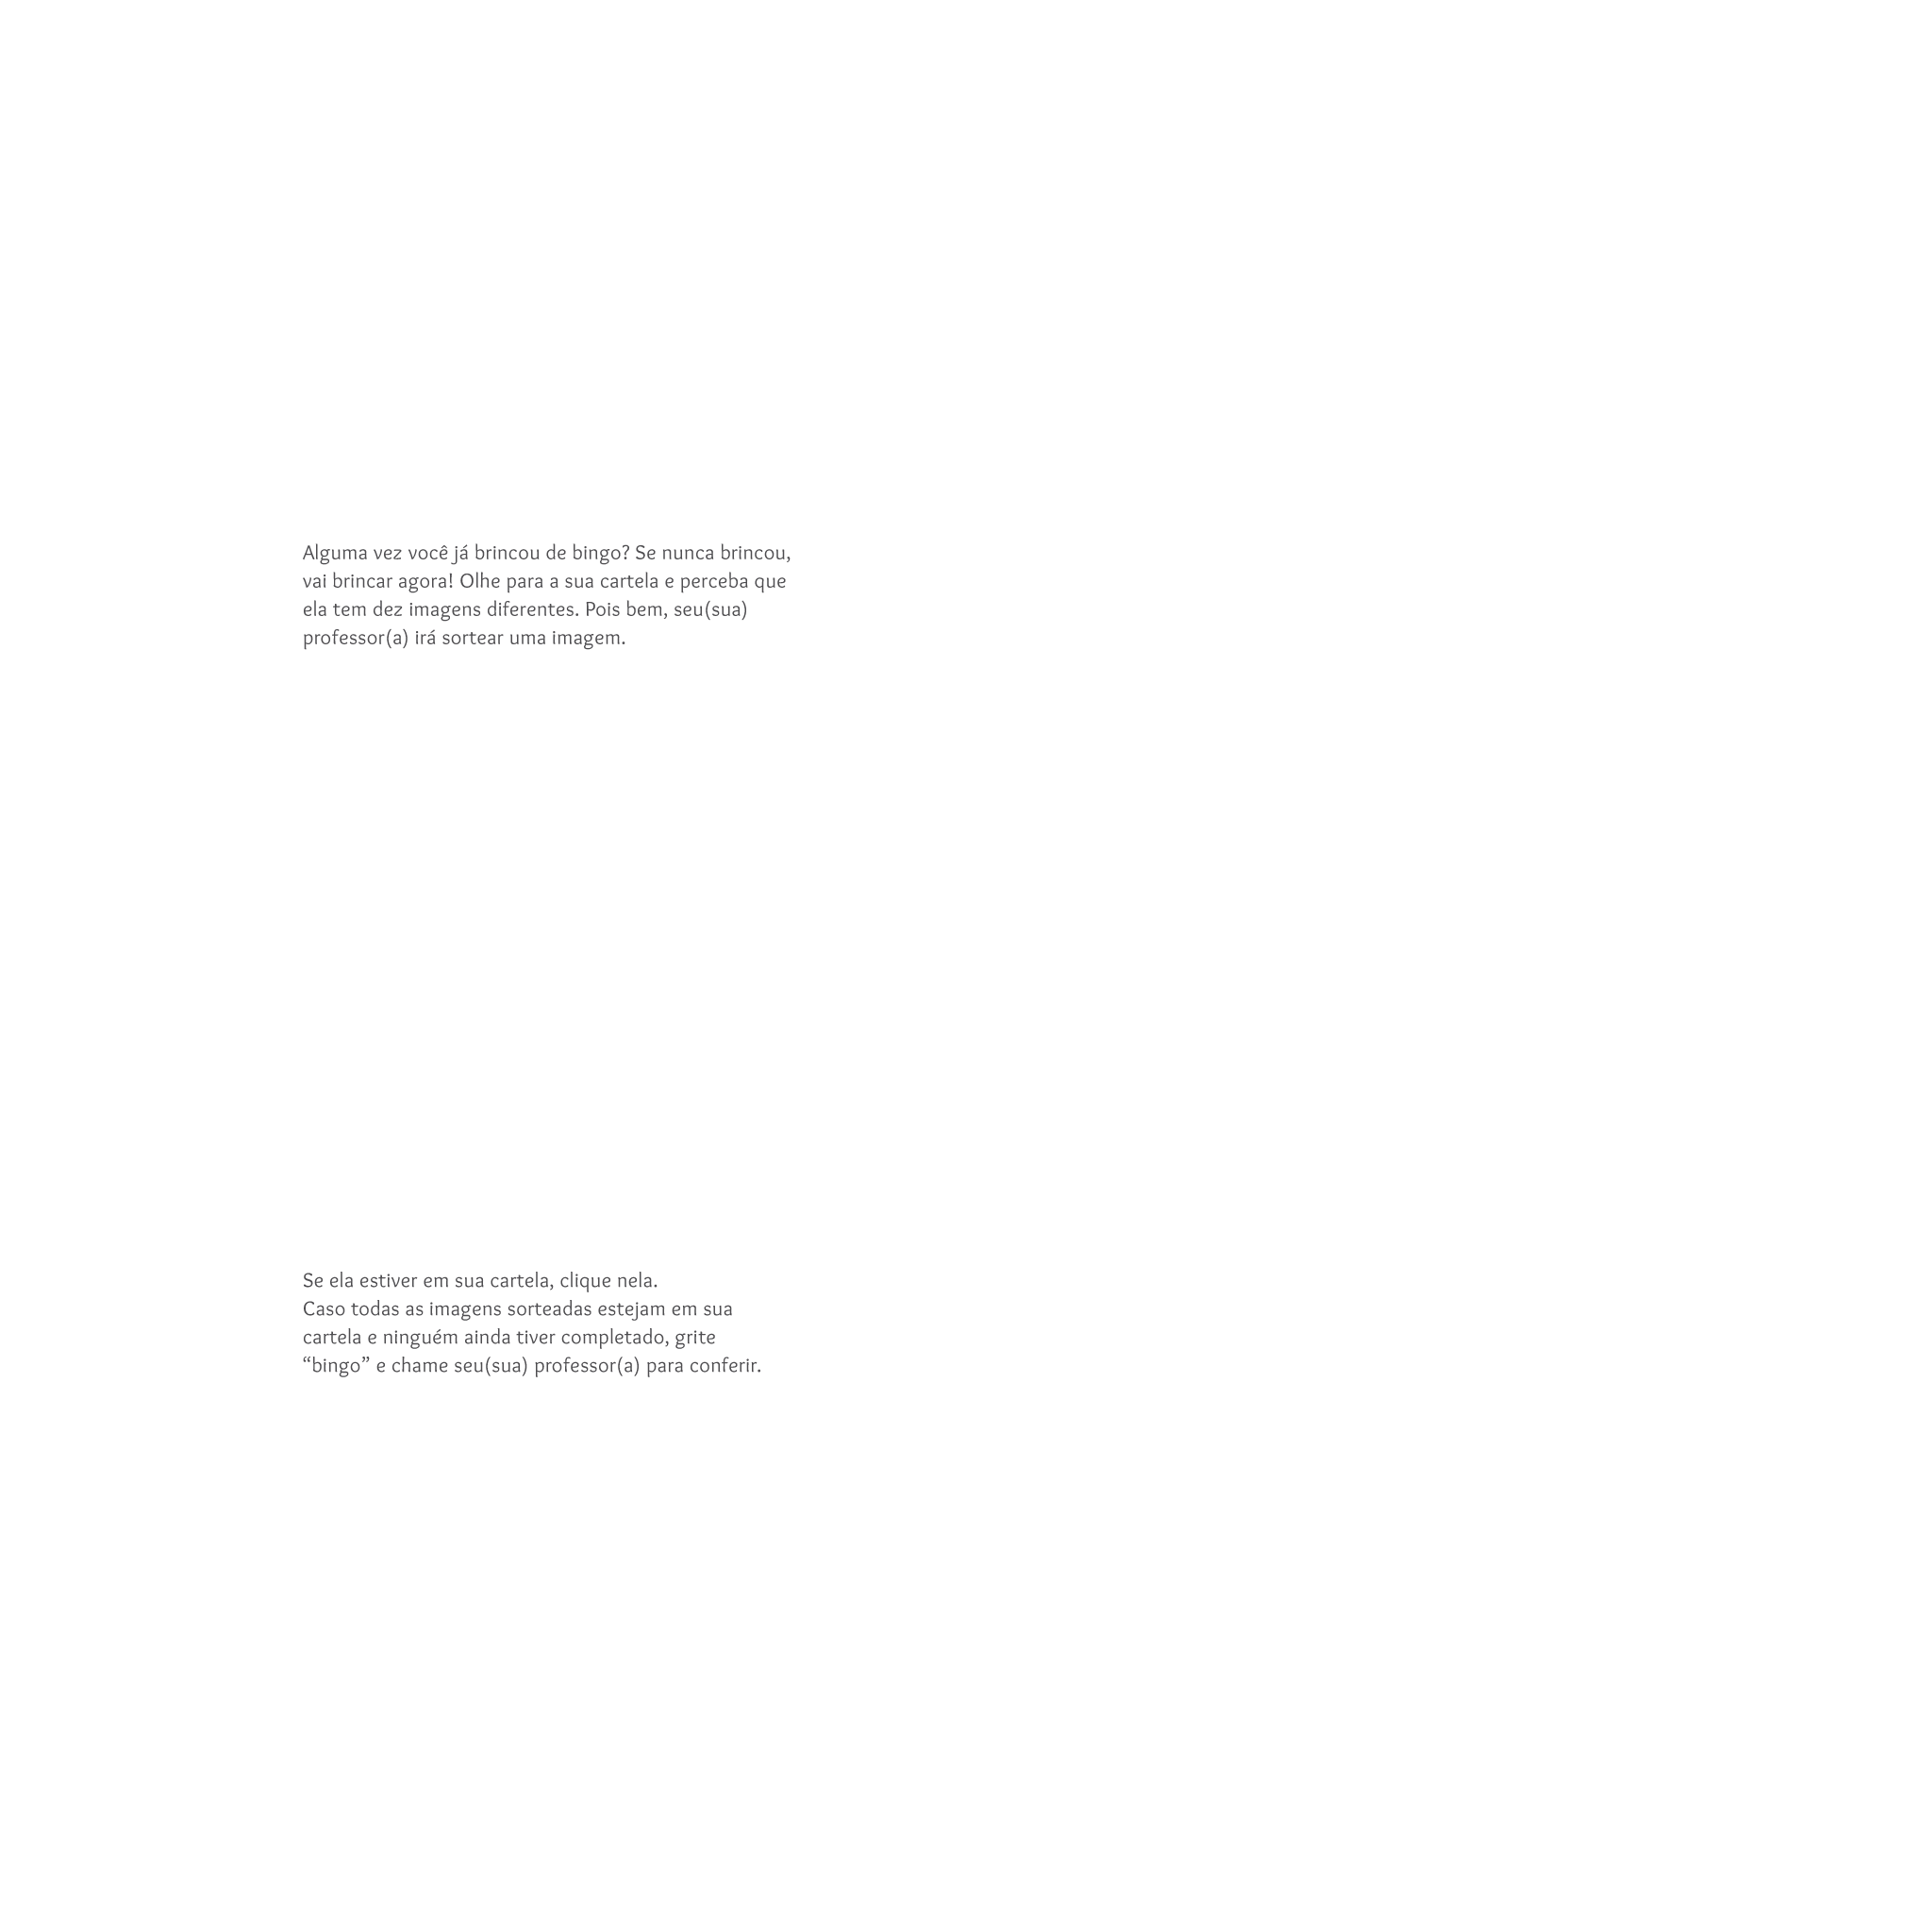 Alguma vez você já brincou de bingo? Se nunca brincou,
vai brincar agora! Olhe para a sua cartela e perceba que
ela tem dez imagens diferentes. Pois bem, seu(sua)
professor(a) irá sortear uma imagem.
Se ela estiver em sua cartela, clique nela.
Caso todas as imagens sorteadas estejam em sua
cartela e ninguém ainda tiver completado, grite
“bingo” e chame seu(sua) professor(a) para conferir.